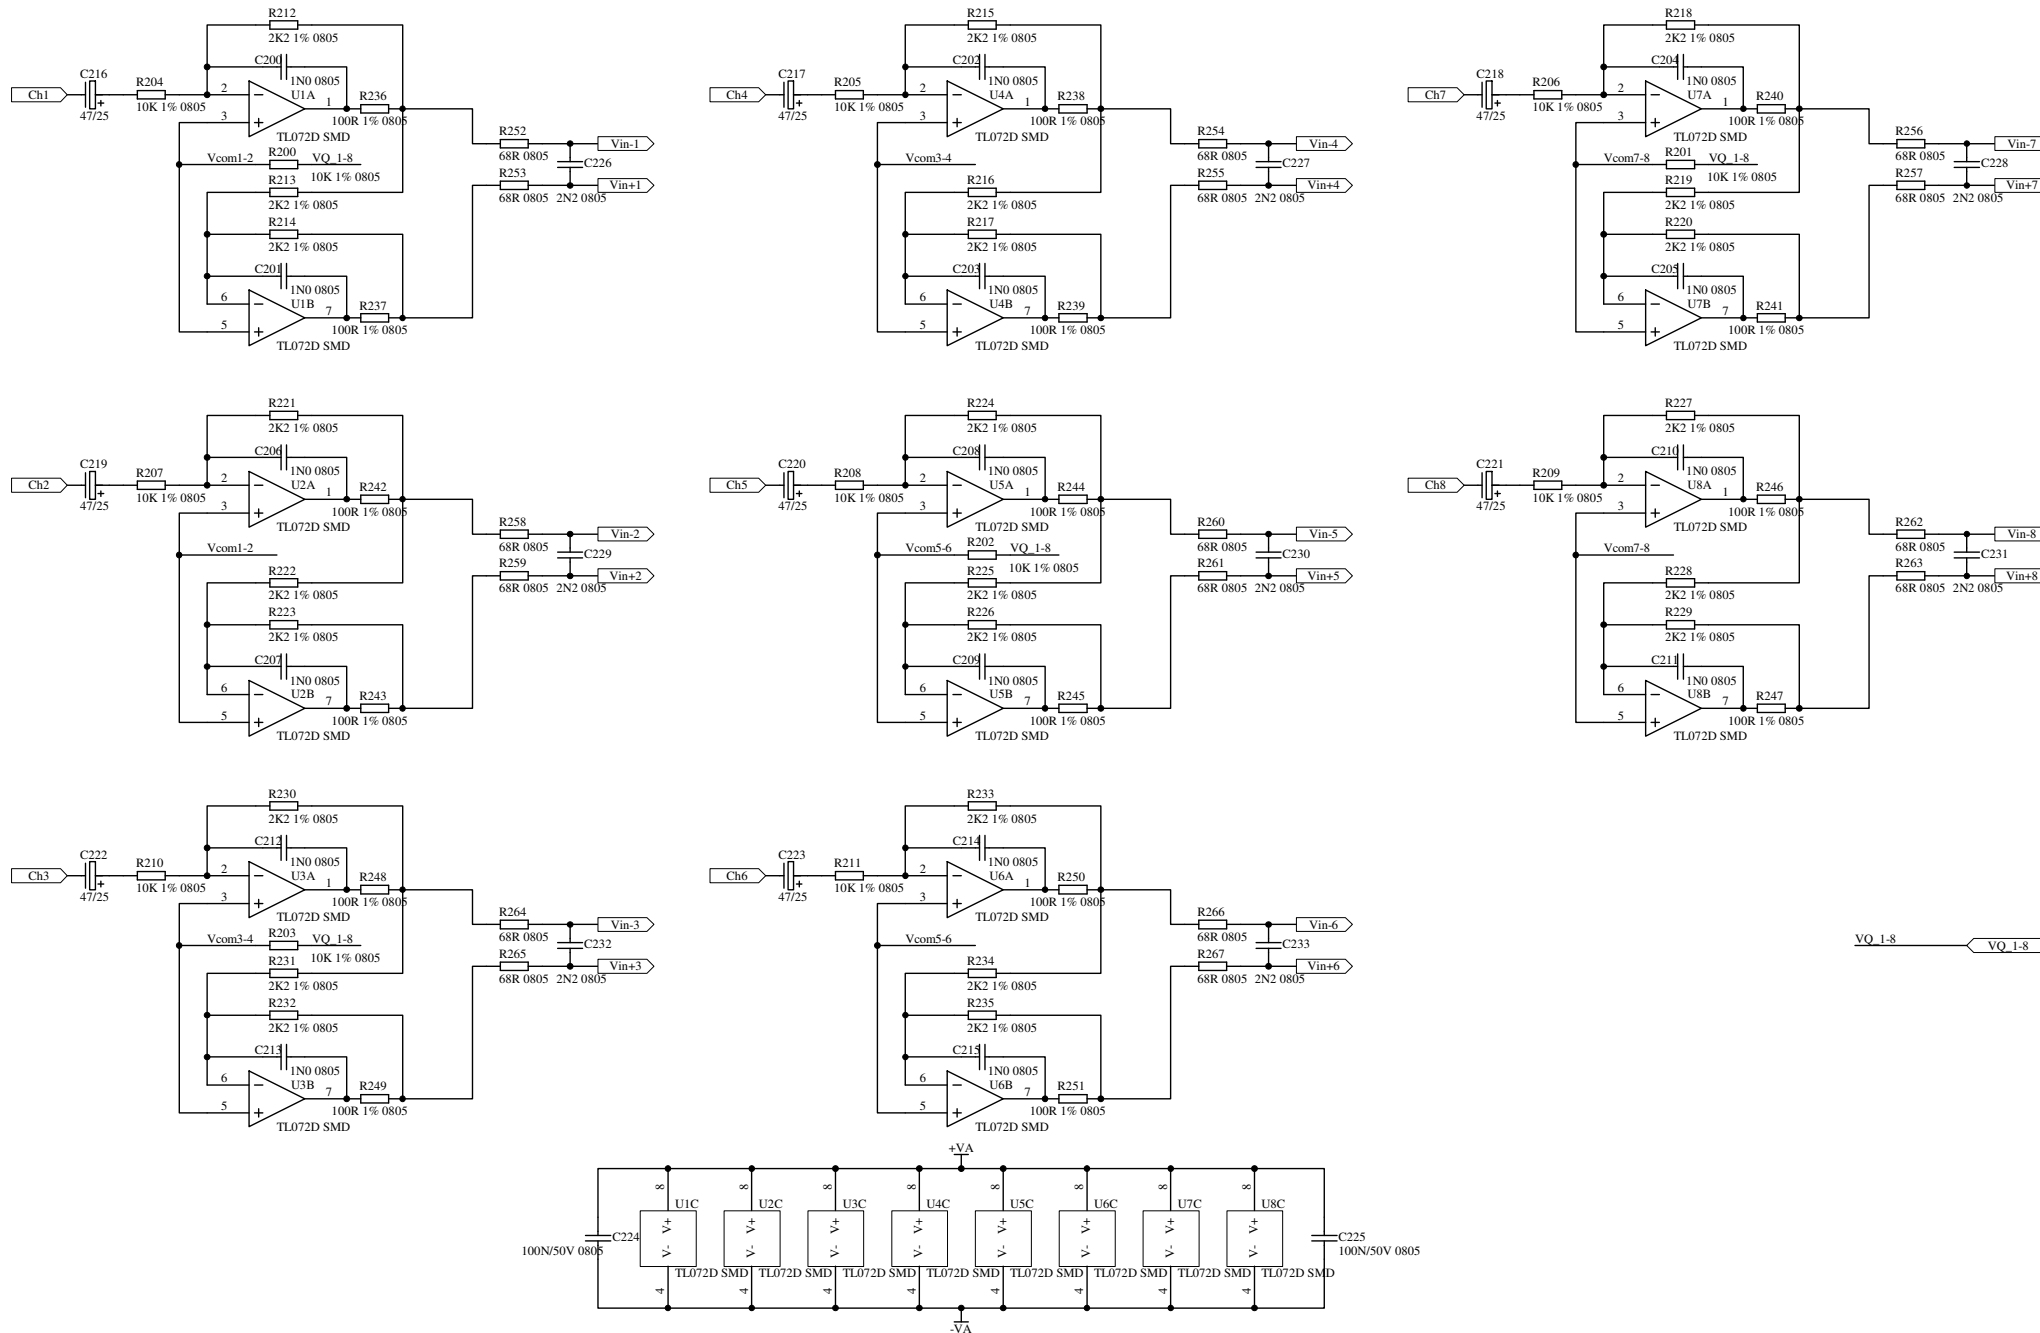 R212
2K2 1% 0805
C200
1N0 0805
C216
R204
2
U1A
1
R236
Ch1
10K 1% 0805
100R 1% 0805
47/25
3
TL072D SMD
R252
Vin-1
68R 0805
Vcom1-2
R200
VQ_1-8
10K 1% 0805
C226
R213
R253
Vin+1
2K2 1% 0805
68R 0805
2N2 0805
R214
2K2 1% 0805
C201
1N0 0805
6
U1B
7
R237
5
100R 1% 0805
TL072D SMD
R215
2K2 1% 0805
C202
1N0 0805
C217
R205
2
U4A
1
R238
Ch4
10K 1% 0805
100R 1% 0805
47/25
3
TL072D SMD
R254
Vin-4
68R 0805
Vcom3-4
C227
R216
R255
Vin+4
2K2 1% 0805
68R 0805
2N2 0805
R217
2K2 1% 0805
C203
1N0 0805
6
U4B
7
R239
5
100R 1% 0805
TL072D SMD
R218
2K2 1% 0805
C204
1N0 0805
C218
R206
2
U7A
1
R240
Ch7
10K 1% 0805
100R 1% 0805
47/25
3
TL072D SMD
R256
Vin-7
68R 0805
Vcom7-8
R201
VQ_1-8
10K 1% 0805
C228
R219
R257
Vin+7
2K2 1% 0805
68R 0805
2N2 0805
R220
2K2 1% 0805
C205
1N0 0805
6
U7B
7
R241
5
100R 1% 0805
TL072D SMD
R221
2K2 1% 0805
C206
1N0 0805
C219
R207
2
U2A
1
R242
Ch2
10K 1% 0805
100R 1% 0805
47/25
3
TL072D SMD
R258
Vin-2
68R 0805
Vcom1-2
C229
R222
R259
Vin+2
2K2 1% 0805
68R 0805
2N2 0805
R223
2K2 1% 0805
C207
1N0 0805
6
U2B
7
R243
5
100R 1% 0805
TL072D SMD
R224
2K2 1% 0805
C208
1N0 0805
C220
R208
2
U5A
1
R244
Ch5
10K 1% 0805
100R 1% 0805
47/25
3
TL072D SMD
R260
Vin-5
68R 0805
Vcom5-6
R202
VQ_1-8
10K 1% 0805
C230
R225
R261
Vin+5
2K2 1% 0805
68R 0805
2N2 0805
R226
2K2 1% 0805
C209
1N0 0805
6
U5B
7
R245
5
100R 1% 0805
TL072D SMD
R227
2K2 1% 0805
C210
1N0 0805
C221
R209
2
U8A
1
R246
Ch8
10K 1% 0805
100R 1% 0805
47/25
3
TL072D SMD
R262
Vin-8
68R 0805
Vcom7-8
C231
R228
R263
Vin+8
2K2 1% 0805
68R 0805
2N2 0805
R229
2K2 1% 0805
C211
1N0 0805
6
U8B
7
R247
5
100R 1% 0805
TL072D SMD
R230
2K2 1% 0805
C212
1N0 0805
C222
R210
2
U3A
1
R248
Ch3
10K 1% 0805
100R 1% 0805
47/25
3
TL072D SMD
R264
Vin-3
68R 0805
Vcom3-4
R203
VQ_1-8
10K 1% 0805
C232
R231
R265
Vin+3
2K2 1% 0805
68R 0805
2N2 0805
R232
2K2 1% 0805
C213
1N0 0805
6
U3B
7
R249
5
100R 1% 0805
TL072D SMD
R233
2K2 1% 0805
C214
1N0 0805
C223
R211
2
U6A
1
R250
Ch6
10K 1% 0805
100R 1% 0805
47/25
3
TL072D SMD
R266
Vin-6
68R 0805
Vcom5-6
C233
R234
R267
Vin+6
2K2 1% 0805
68R 0805
2N2 0805
R235
2K2 1% 0805
C215
1N0 0805
6
U6B
7
R251
5
100R 1% 0805
TL072D SMD
VQ_1-8
VQ_1-8
+VA
8 8 8 8 8 8 8 8
U1C U2C U3C U4C U5C U6C U7C U8C
V+ V+ V+ V+ V+ V+ V+ V+
C224
C225
100N/50V 0805
100N/50V 0805
V- V- V- V- V- V- V- V-
TL072D SMD TL072D SMD TL072D SMD TL072D SMD TL072D SMD TL072D SMD TL072D SMD TL072D SMD
4 4 4 4 4 4 4 4
-VA